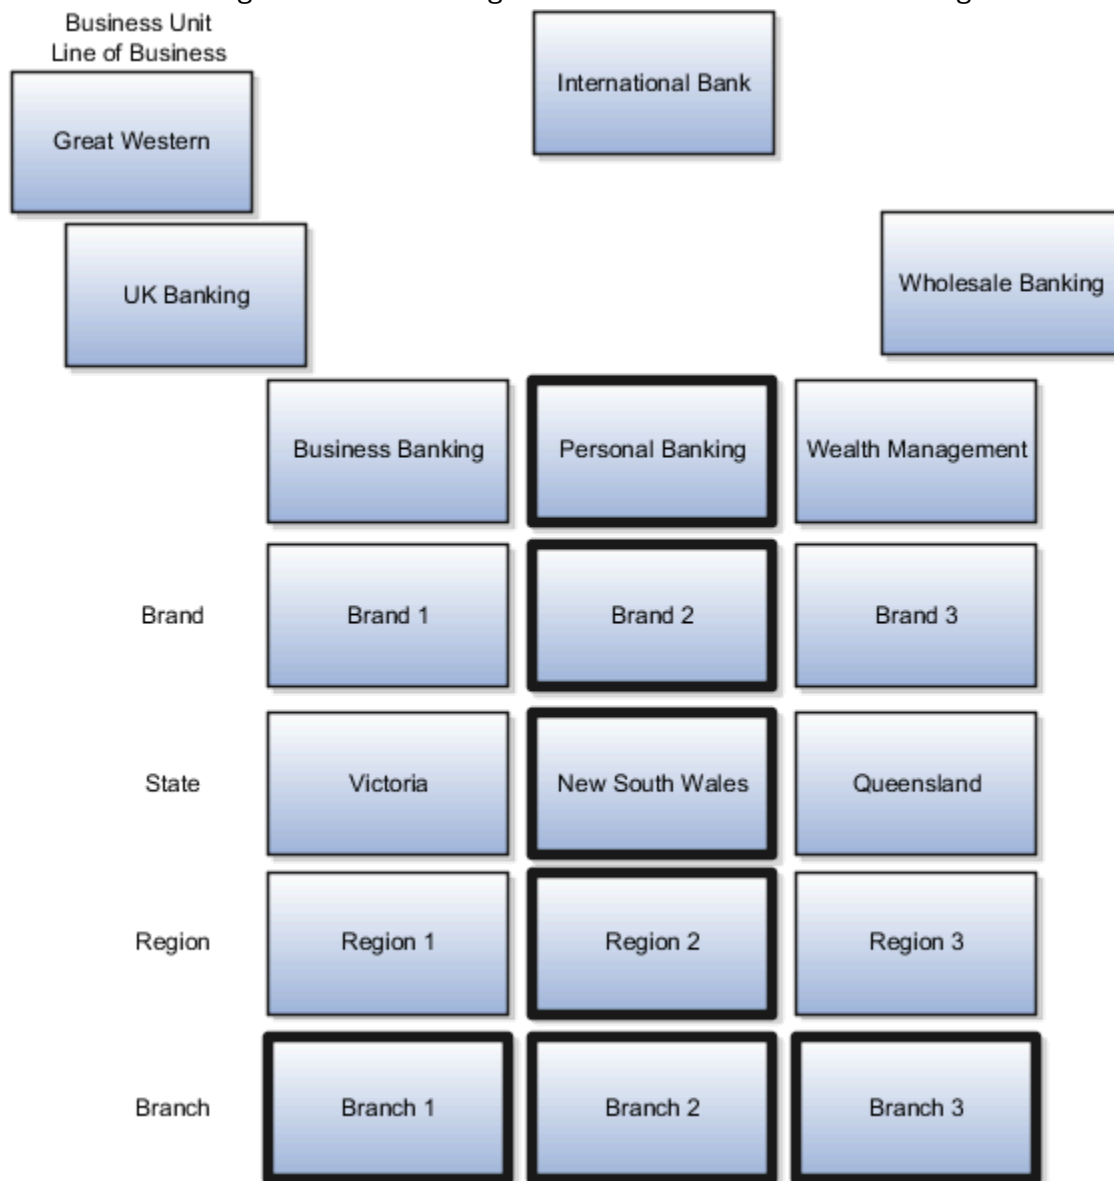 Business Unit
Line of Business
International Bank
Great Western
UK Banking
Wholesale Banking
Business Banking
Personal Banking
Wealth Management
Brand
Brand 1
Brand 2
Brand 3
State
Victoria
New South Wales
Queensland
Region
Region 1
Region 2
Region 3
Branch
Branch 1
Branch 2
Branch 3